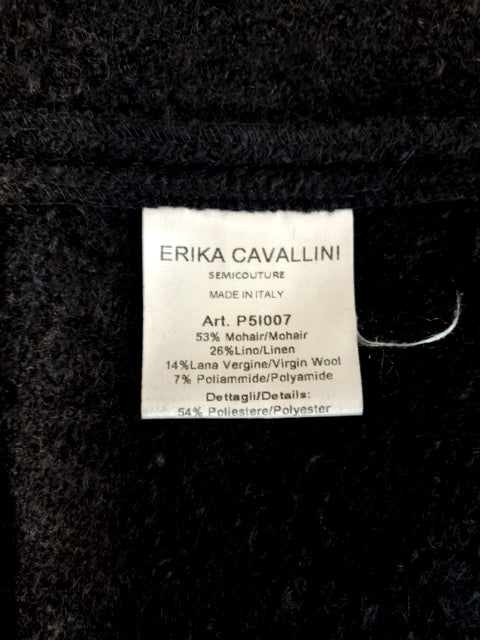 ERIKA CAVALLINI
SEMICOUTURE
MADE IN ITALY
Art. P5I007
53% Mohair/Mohair
26%Lino/Linen
14%Lana Vergine/Virgin Wool
7% Poliammide/Polyamide
Dettagli/Details:
54% Poliestere/Polyester